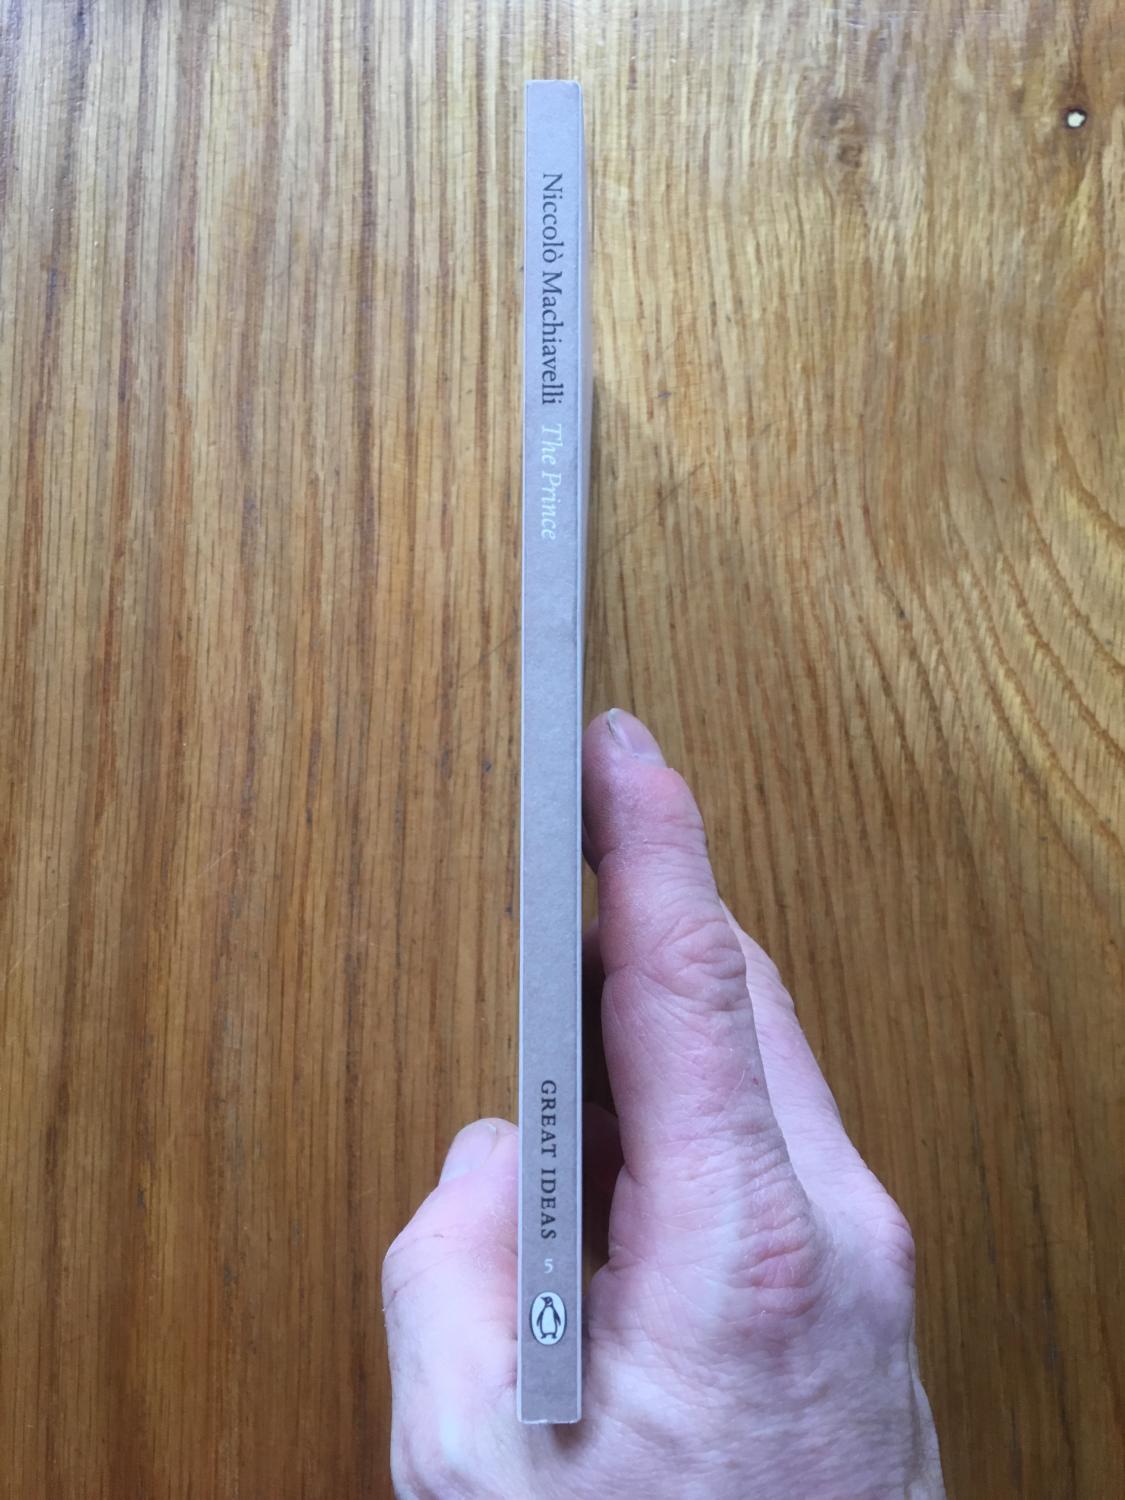 Niccolò Machiavelli The Prince
GREAT IDEAS 5